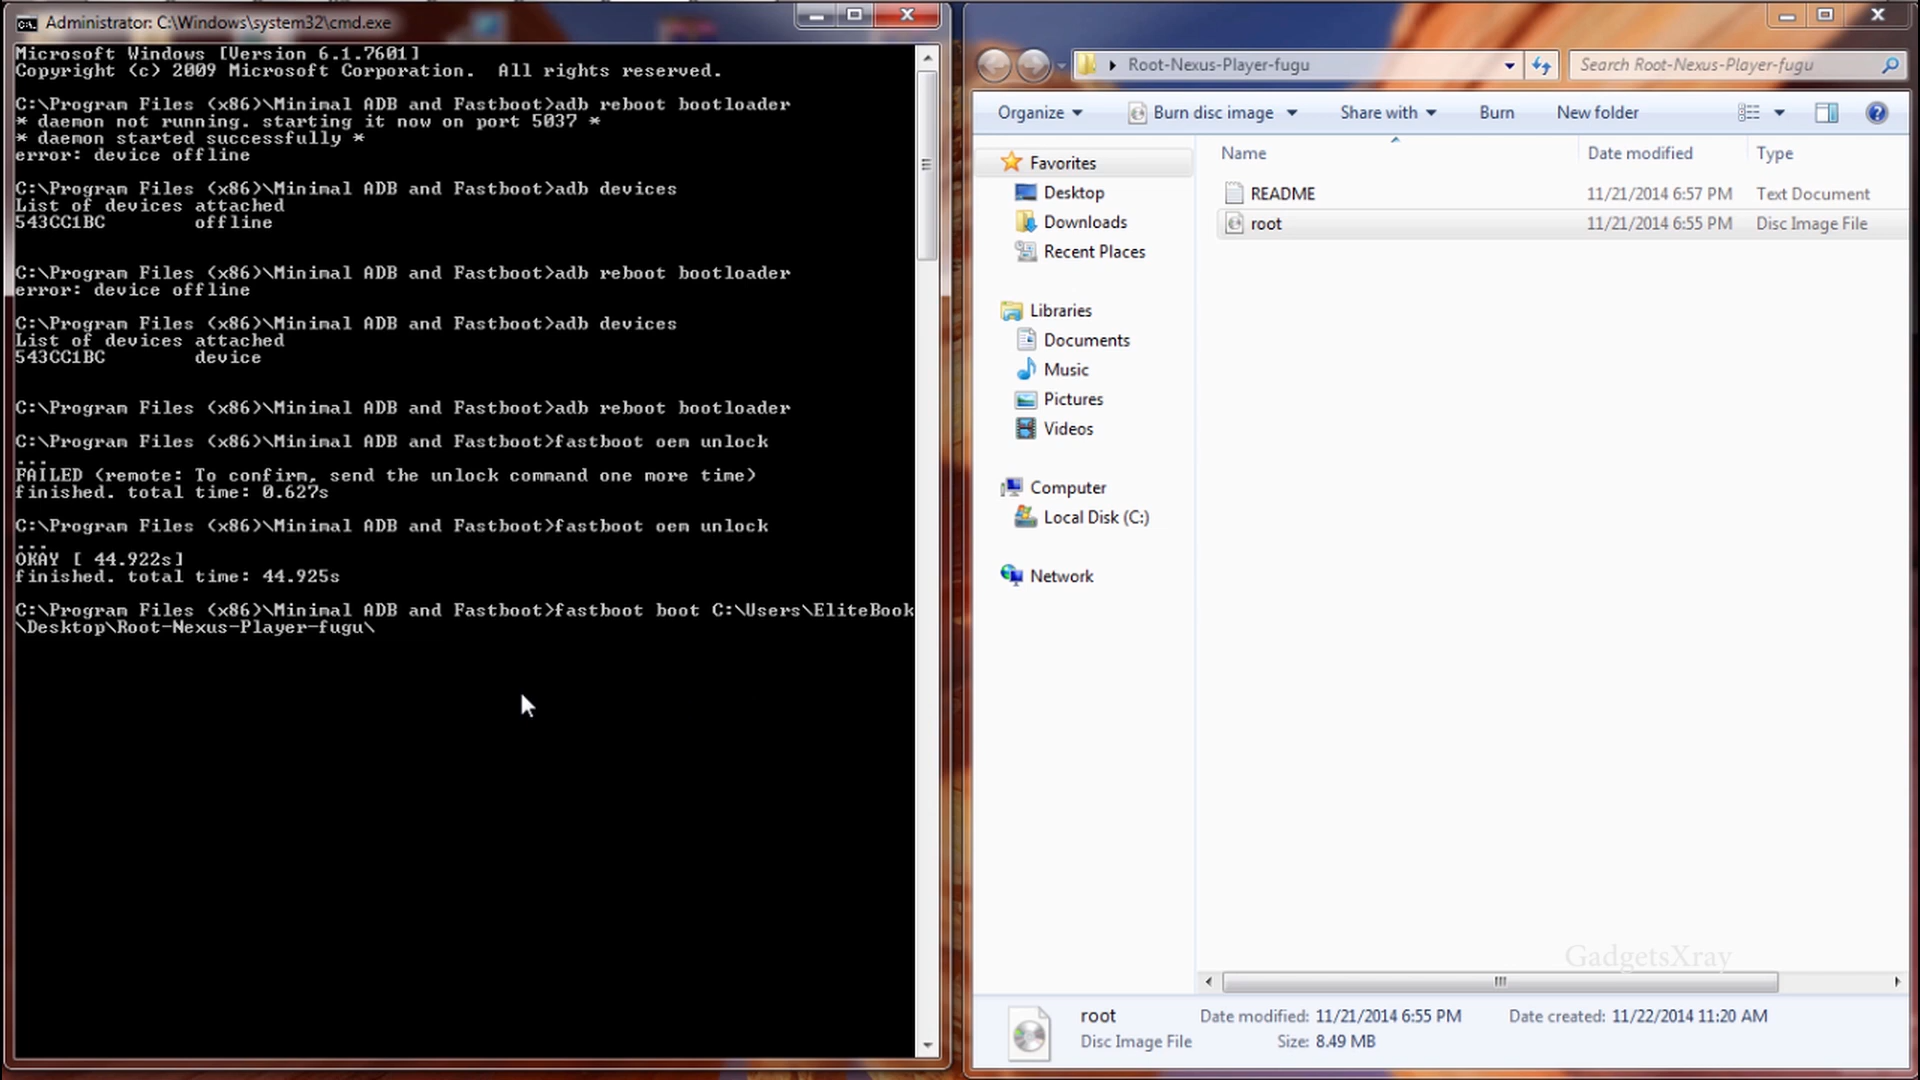 Administrator: C:\Windows\system32\cmd.exe
Microsoft Windows [Version 6.1.7601]
Copyright (c) 2009 Microsoft Corporation.  All rights reserved.
C:\Program Files (x86)\Minimal ADB and Fastboot>adb reboot bootloader
* daemon not running. starting it now on port 5037 *
* daemon started successfully *
error: device offline
C:\Program Files (x86)\Minimal ADB and Fastboot>adb devices
List of devices attached
543CC1BC        offline
C:\Program Files (x86)\Minimal ADB and Fastboot>adb reboot bootloader
error: device offline
C:\Program Files (x86)\Minimal ADB and Fastboot>adb devices
List of devices attached
543CC1BC        device
C:\Program Files (x86)\Minimal ADB and Fastboot>adb reboot bootloader
C:\Program Files (x86)\Minimal ADB and Fastboot>fastboot oem unlock
...
FAILED (remote: To confirm, send the unlock command one more time)
finished. total time: 0.627s
C:\Program Files (x86)\Minimal ADB and Fastboot>fastboot oem unlock
...
OKAY [ 44.922s]
finished. total time: 44.925s
C:\Program Files (x86)\Minimal ADB and Fastboot>fastboot boot C:\Users\EliteBook
\Desktop\Root-Nexus-Player-fugu\
Root-Nexus-Player-fugu
Search Root-Nexus-Player-fugu
Organize
Burn disc image
Share with
Burn
New folder
Favorites
Desktop
Downloads
Recent Places
Libraries
Documents
Music
Pictures
Videos
Computer
Local Disk (C:)
Network
Name Date modified Type
README 11/21/2014 6:57 PM Text Document
root 11/21/2014 6:55 PM Disc Image File
GadgetsXray
root Date modified: 11/21/2014 6:55 PM Date created: 11/22/2014 11:20 AM
Disc Image File Size: 8.49 MB